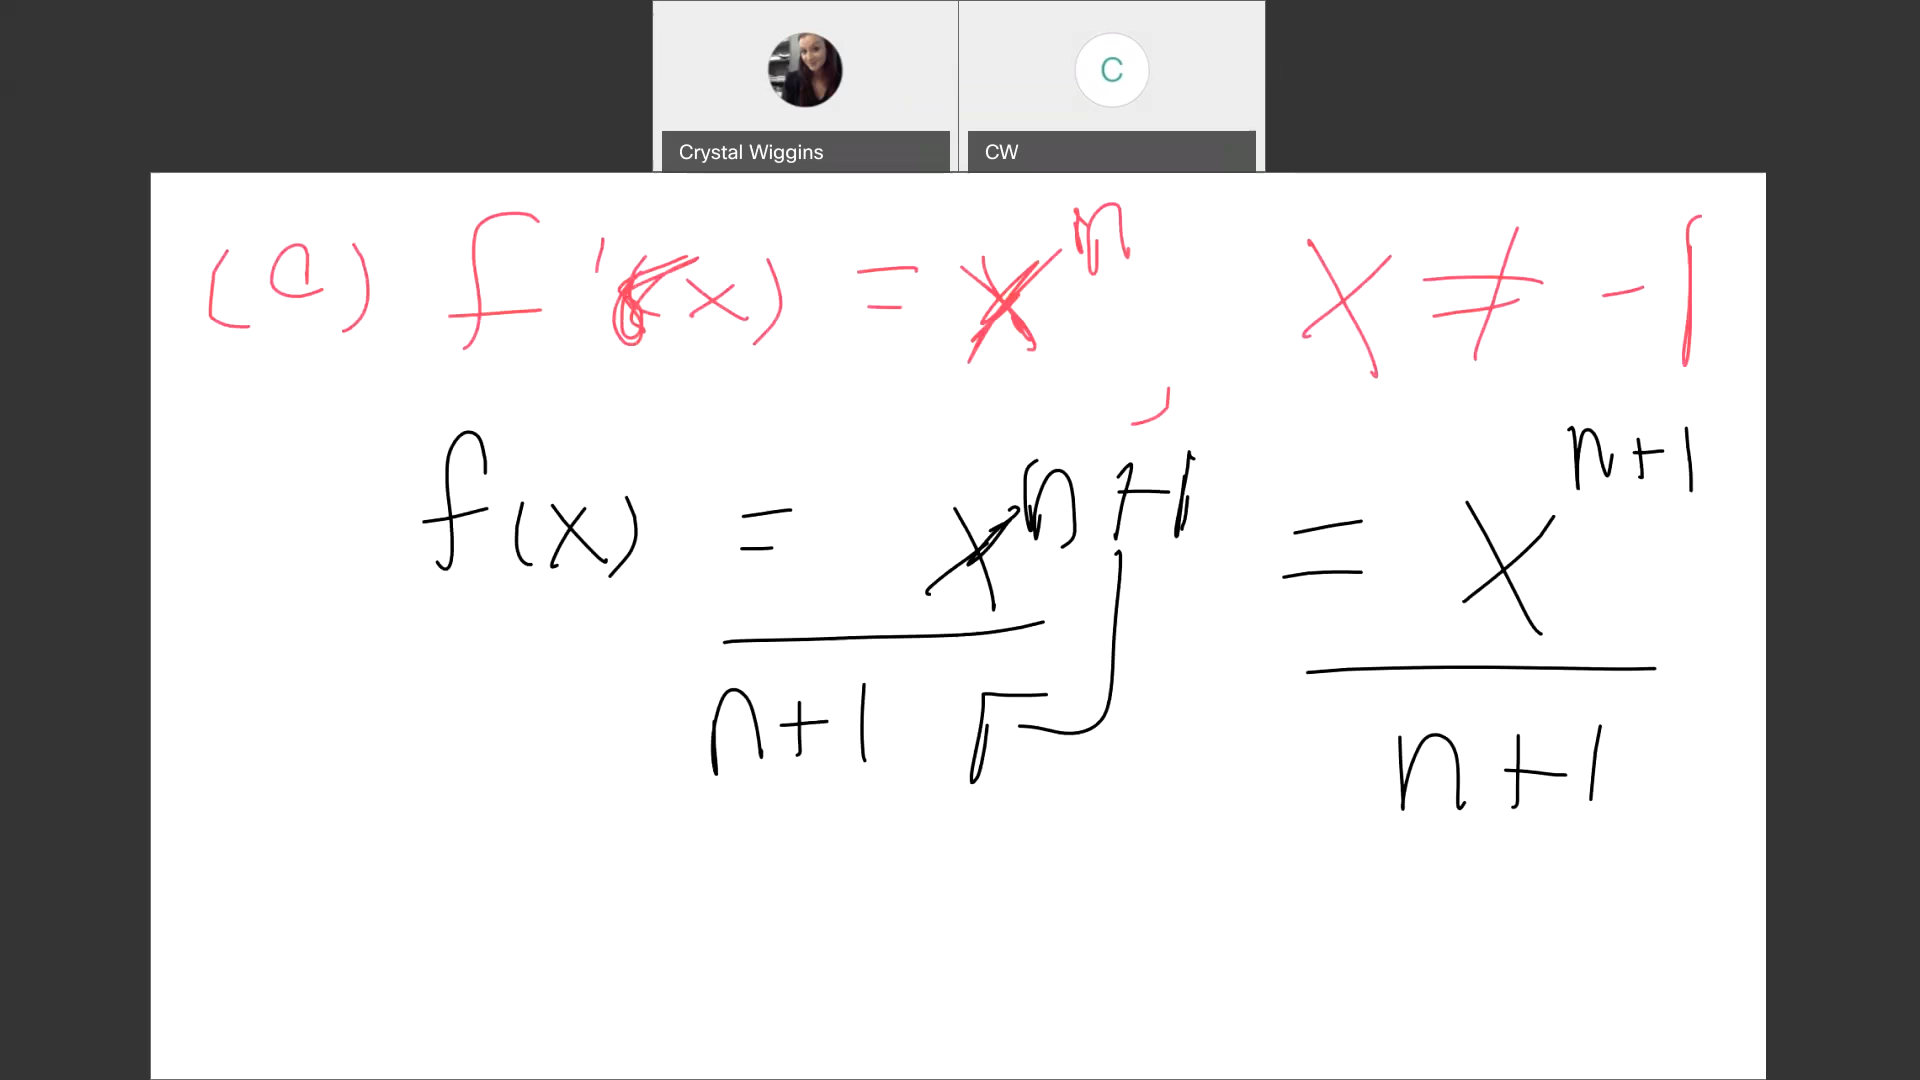 C
Crystal Wiggins CW
(a) f'(x) = x^n x ≠ -1
,
f(x) = x^n+1 = x^n+1
n+1 n+1